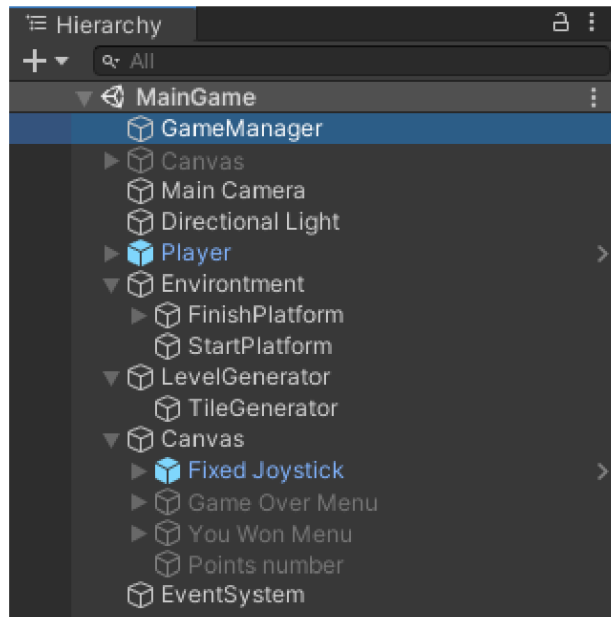 Hierarchy
All
MainGame
GameManager
Canvas
Main Camera
Directional Light
Player
Environtment
FinishPlatform
StartPlatform
LevelGenerator
TileGenerator
Canvas
Fixed Joystick
Game Over Menu
You Won Menu
Points number
EventSystem